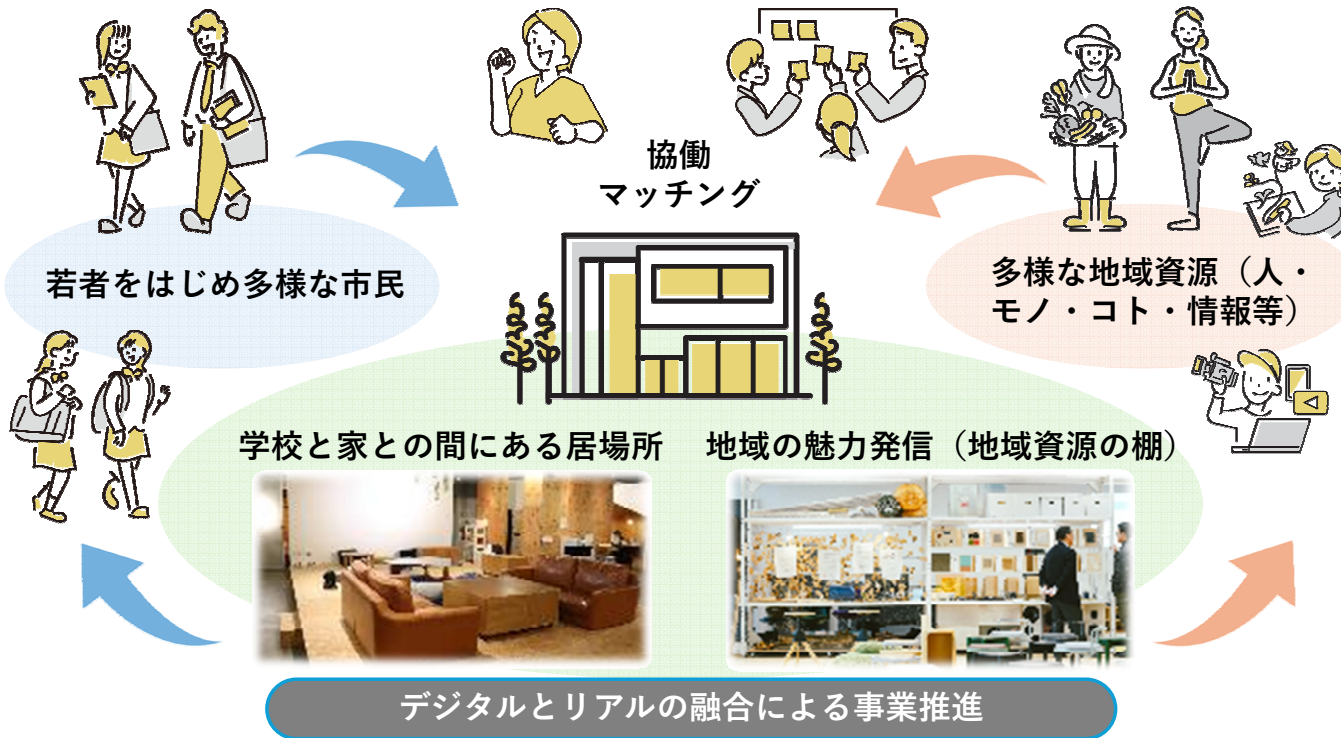 協働
マッチング
若者をはじめ多様な市民
多様な地域資源（人・
モノ・コト・情報等）
学校と家との間にある居場所
地域の魅力発信（地域資源の棚）
デジタルとリアルの融合による事業推進